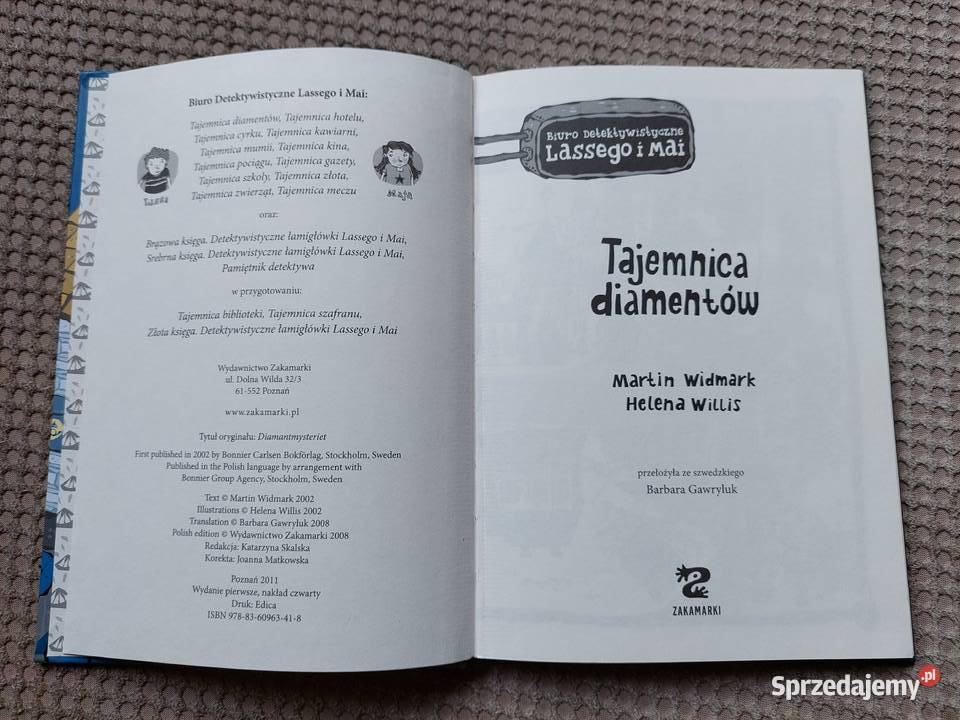 Biuro Detektywistyczne Lassego i Mai:
Tajemnica diamentów, Tajemnica hotelu,
Tajemnica cyrku, Tajemnica kawiarni,
Tajemnica mumii, Tajemnica kina,
Tajemnica pociągu, Tajemnica gazety,
Tajemnica szkoły, Tajemnica złota,
Tajemnica zwierząt, Tajemnica meczu
Lasse
Maja
oraz:
Brązowa księga. Detektywistyczne łamigłówki Lassego i Mai,
Srebrna księga. Detektywistyczne łamigłówki Lassego i Mai,
Pamiętnik detektywa
w przygotowaniu:
Tajemnica biblioteki, Tajemnica szafranu,
Złota księga. Detektywistyczne łamigłówki Lassego i Mai
Wydawnictwo Zakamarki
ul. Dolna Wilda 32/3
61-552 Poznań
www.zakamarki.pl
Tytuł oryginału: Diamantmysteriet
First published in 2002 by Bonnier Carlsen Bokförlag, Stockholm, Sweden
Published in the Polish language by arrangement with
Bonnier Group Agency, Stockholm, Sweden
Text © Martin Widmark 2002
Illustrations © Helena Willis 2002
Translation © Barbara Gawryluk 2008
Polish edition © Wydawnictwo Zakamarki 2008
Redakcja: Katarzyna Skalska
Korekta: Joanna Matkowska
Poznań 2011
Wydanie pierwsze, nakład czwarty
Druk: Edica
ISBN 978-83-60963-41-8
Biuro Detektywistyczne
Lassego i Mai
Tajemnica
diamentów
Martin Widmark
Helena Willis
przełożyła ze szwedzkiego
Barbara Gawryluk
ZAKAMARKI
Sprzedajemy.pl